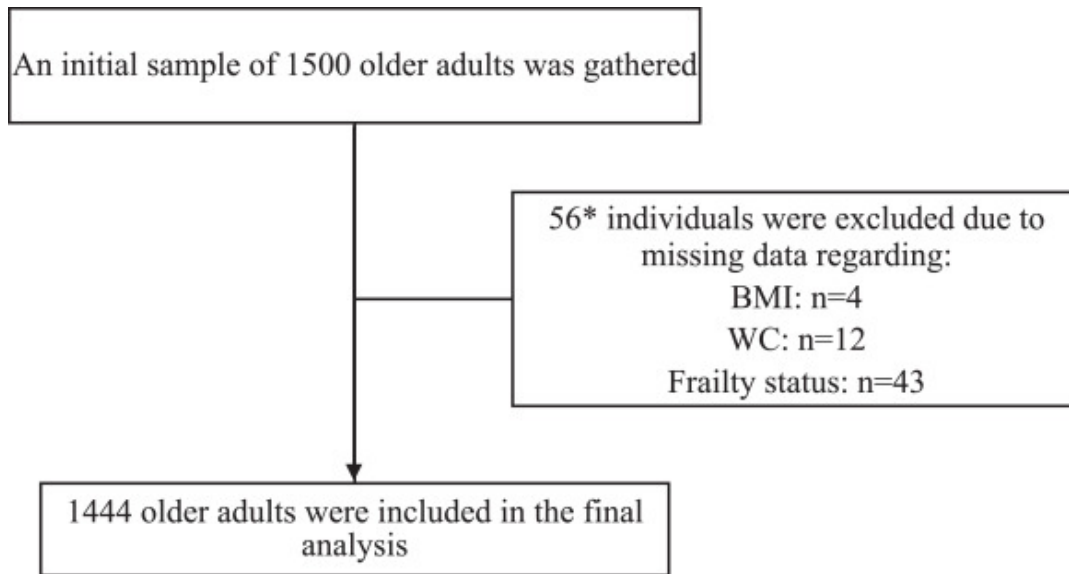 An initial sample of 1500 older adults was gathered
56* individuals were excluded due to
missing data regarding:
BMI: n=4
WC: n=12
Frailty status: n=43
1444 older adults were included in the final
analysis